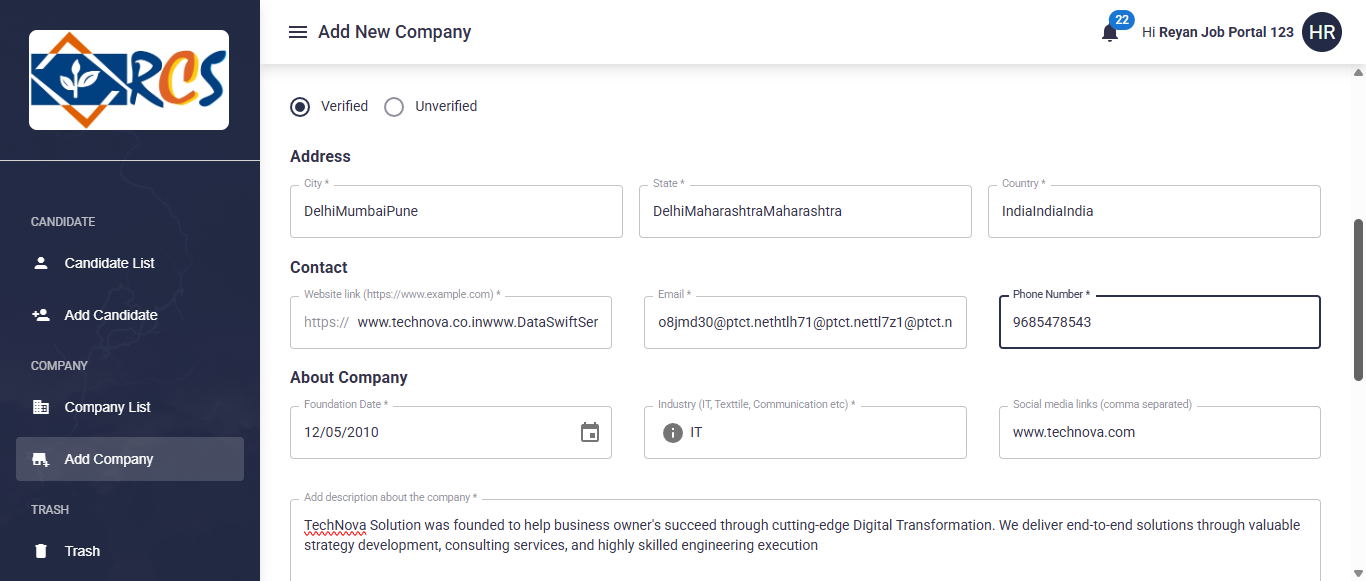 RCS
Add New Company
22
Hi Reyan Job Portal 123
HR
Verified
Unverified
Address
City *
State *
Country *
DelhiMumbaiPune
DelhiMaharashtraMaharashtra
IndiaIndiaIndia
Contact
Website link (https://www.example.com) *
Email *
Phone Number *
https:// www.technova.co.inwww.DataSwiftSer
o8jmd30@ptct.nethtlh71@ptct.nettl7z1@ptct.n
9685478543
About Company
Foundation Date *
Industry (IT, Texttile, Communication etc) *
Social media links (comma separated)
12/05/2010
IT
www.technova.com
Add description about the company *
TechNova Solution was founded to help business owner's succeed through cutting-edge Digital Transformation. We deliver end-to-end solutions through valuable
strategy development, consulting services, and highly skilled engineering execution
CANDIDATE
Candidate List
Add Candidate
COMPANY
Company List
Add Company
TRASH
Trash